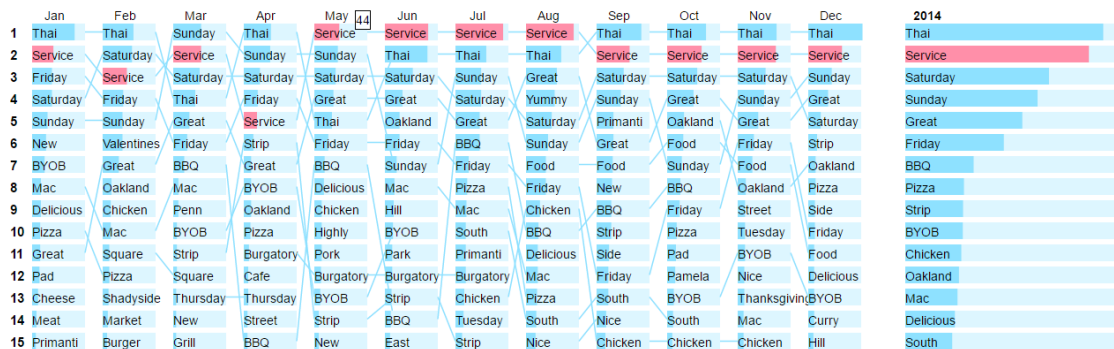 Jan Feb Mar Apr May 44 Jun Jul Aug Sep Oct Nov Dec 2014
1 Thai Thai Sunday Thai Service Service Service Service Thai Thai Thai Thai Thai
2 Service Saturday Service Sunday Sunday Thai Thai Thai Service Service Service Service Service
3 Friday Service Saturday Saturday Saturday Saturday Sunday Great Saturday Saturday Saturday Sunday Saturday
4 Saturday Friday Thai Friday Great Great Saturday Yummy Sunday Great Sunday Great Sunday
5 Sunday Sunday Great Service Thai Oakland Great Saturday Primanti Oakland Great Saturday Great
6 New Valentines Friday Strip Friday Friday BBQ Sunday Great Food Friday Strip Friday
7 BYOB Great BBQ Great BBQ Sunday Friday Food Food Sunday Food Oakland BBQ
8 Mac Oakland Mac BYOB Delicious Mac Pizza Friday New BBQ Oakland Pizza Pizza
9 Delicious Chicken Penn Oakland Chicken Hill Mac Chicken BBQ Friday Street Side Strip
10 Pizza Mac BYOB Pizza Highly BYOB South BBQ Strip Pizza Tuesday Friday BYOB
11 Great Square Strip Burgatory Pork Park Primanti Delicious Side Pad BYOB Food Chicken
12 Pad Pizza Square Cafe Burgatory Burgatory Burgatory Mac Friday Pamela Nice Delicious Oakland
13 Cheese Shadyside Thursday Thursday BYOB Strip Chicken Pizza South BYOB Thanksgiving BYOB Mac
14 Meat Market New Street Strip BBQ Tuesday South Nice South Mac Curry Delicious
15 Primanti Burger Grill BBQ New East Strip Nice Chicken Chicken Chicken Hill South